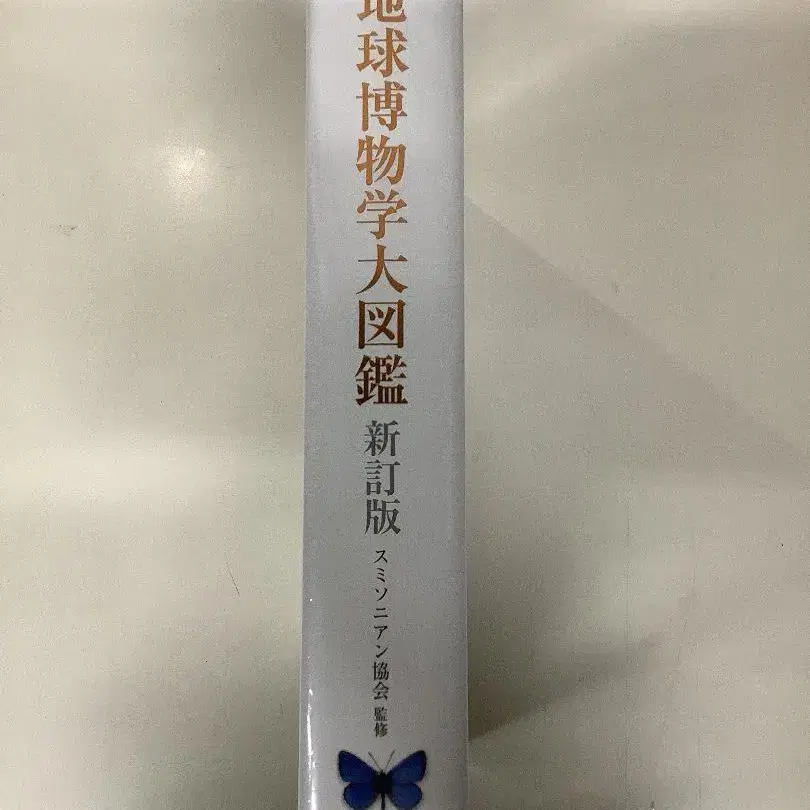 地球博物学大図鑑
新訂版
スミソニアン協会 監修